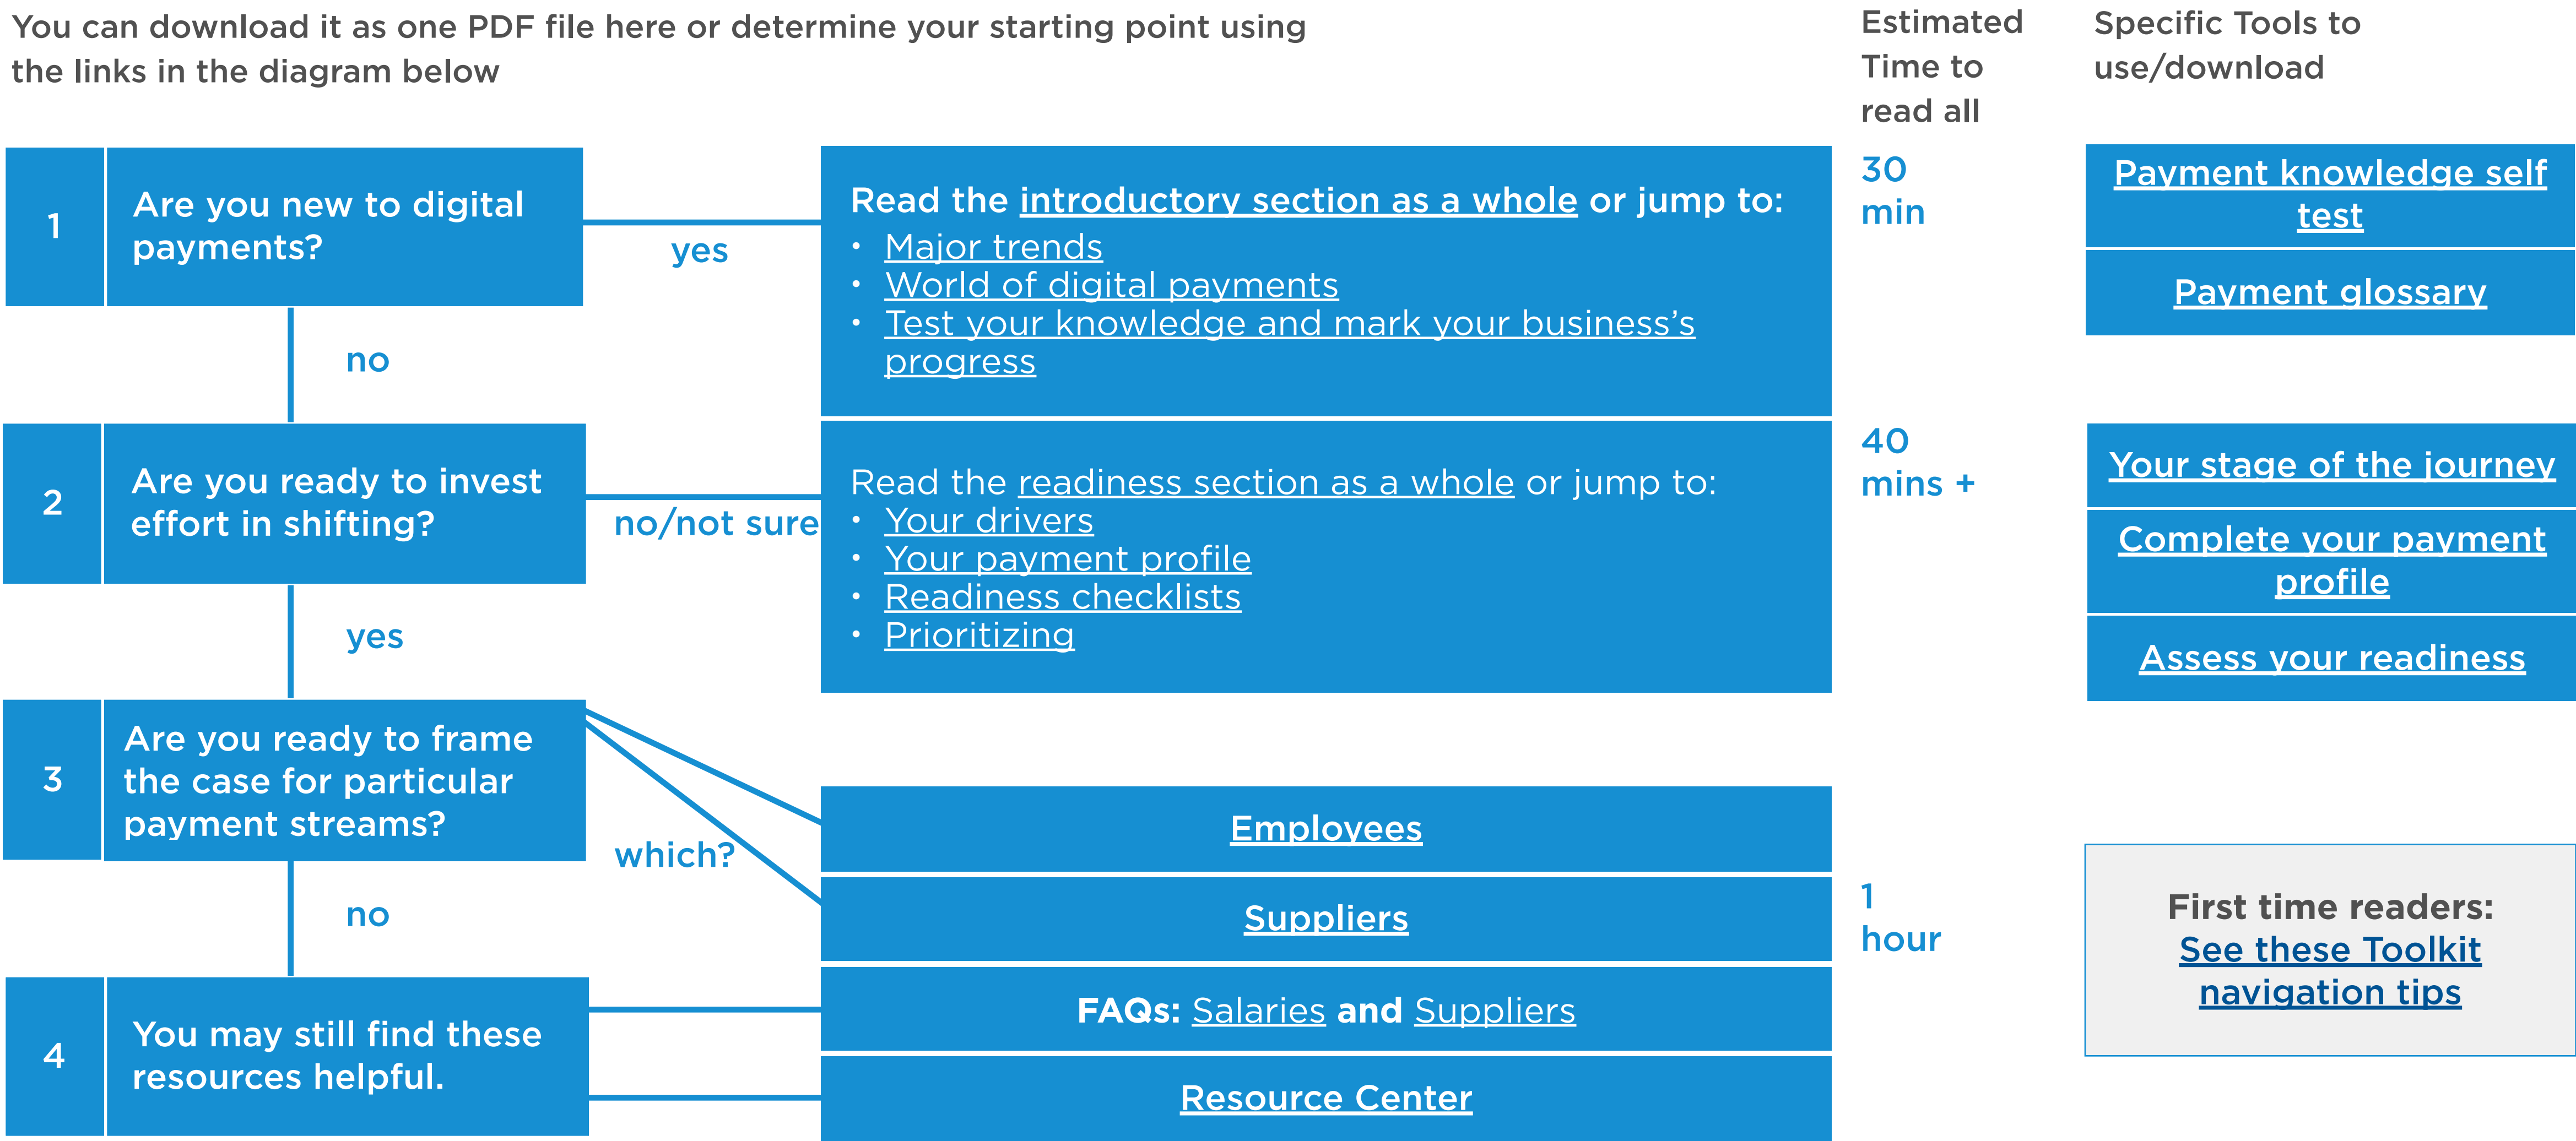 You can download it as one PDF file here or determine your starting point using
the links in the diagram below
Estimated
Time to
read all
Specific Tools to
use/download
1
Are you new to digital
payments?
yes
no
Read the introductory section as a whole or jump to:
• Major trends
• World of digital payments
• Test your knowledge and mark your business’s
progress
30
min
Payment knowledge self
test
Payment glossary
2
Are you ready to invest
effort in shifting?
no/not sure
yes
Read the readiness section as a whole or jump to:
• Your drivers
• Your payment profile
• Readiness checklists
• Prioritizing
40
mins +
Your stage of the journey
Complete your payment
profile
Assess your readiness
3
Are you ready to frame
the case for particular
payment streams?
which?
no
Employees
Suppliers
1
hour
First time readers:
See these Toolkit
navigation tips
4
You may still find these
resources helpful.
FAQs: Salaries and Suppliers
Resource Center